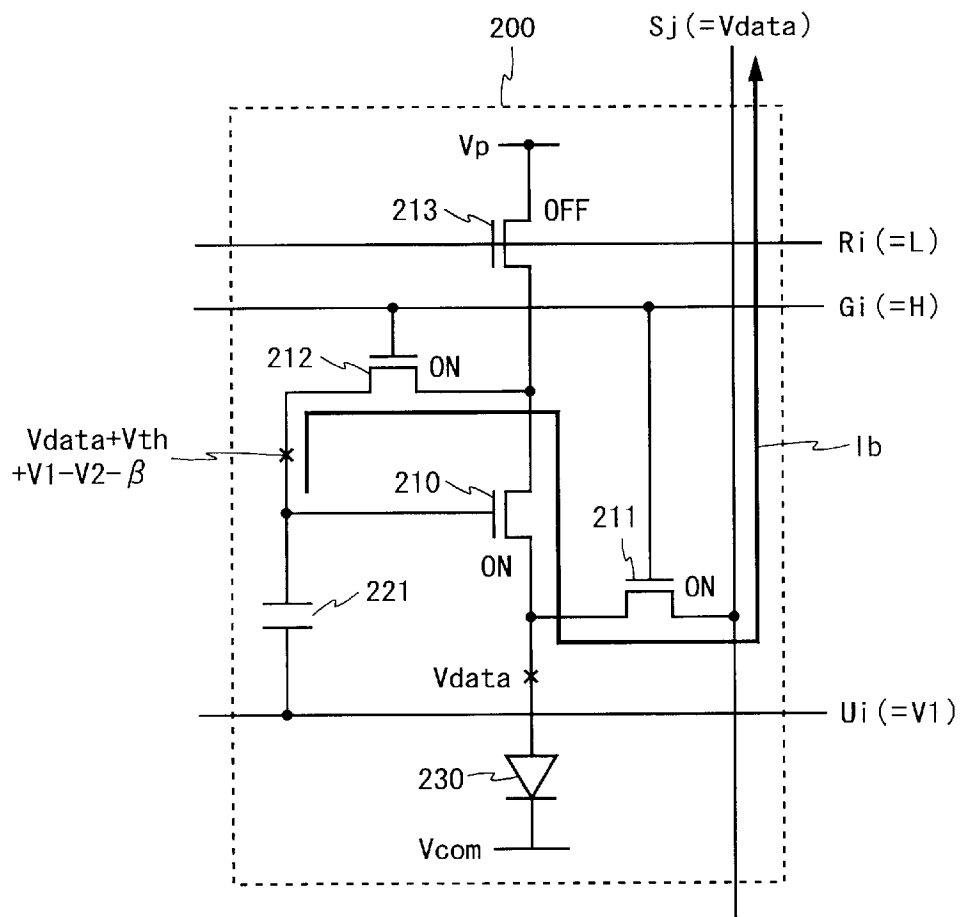 200
Sj(=Vdata)
Vp
213
OFF
Ri(=L)
Gi(=H)
212
ON
Vdata+Vth
+V1-V2-β
Ib
210
211
ON
ON
221
Vdata
Ui(=V1)
230
Vcom